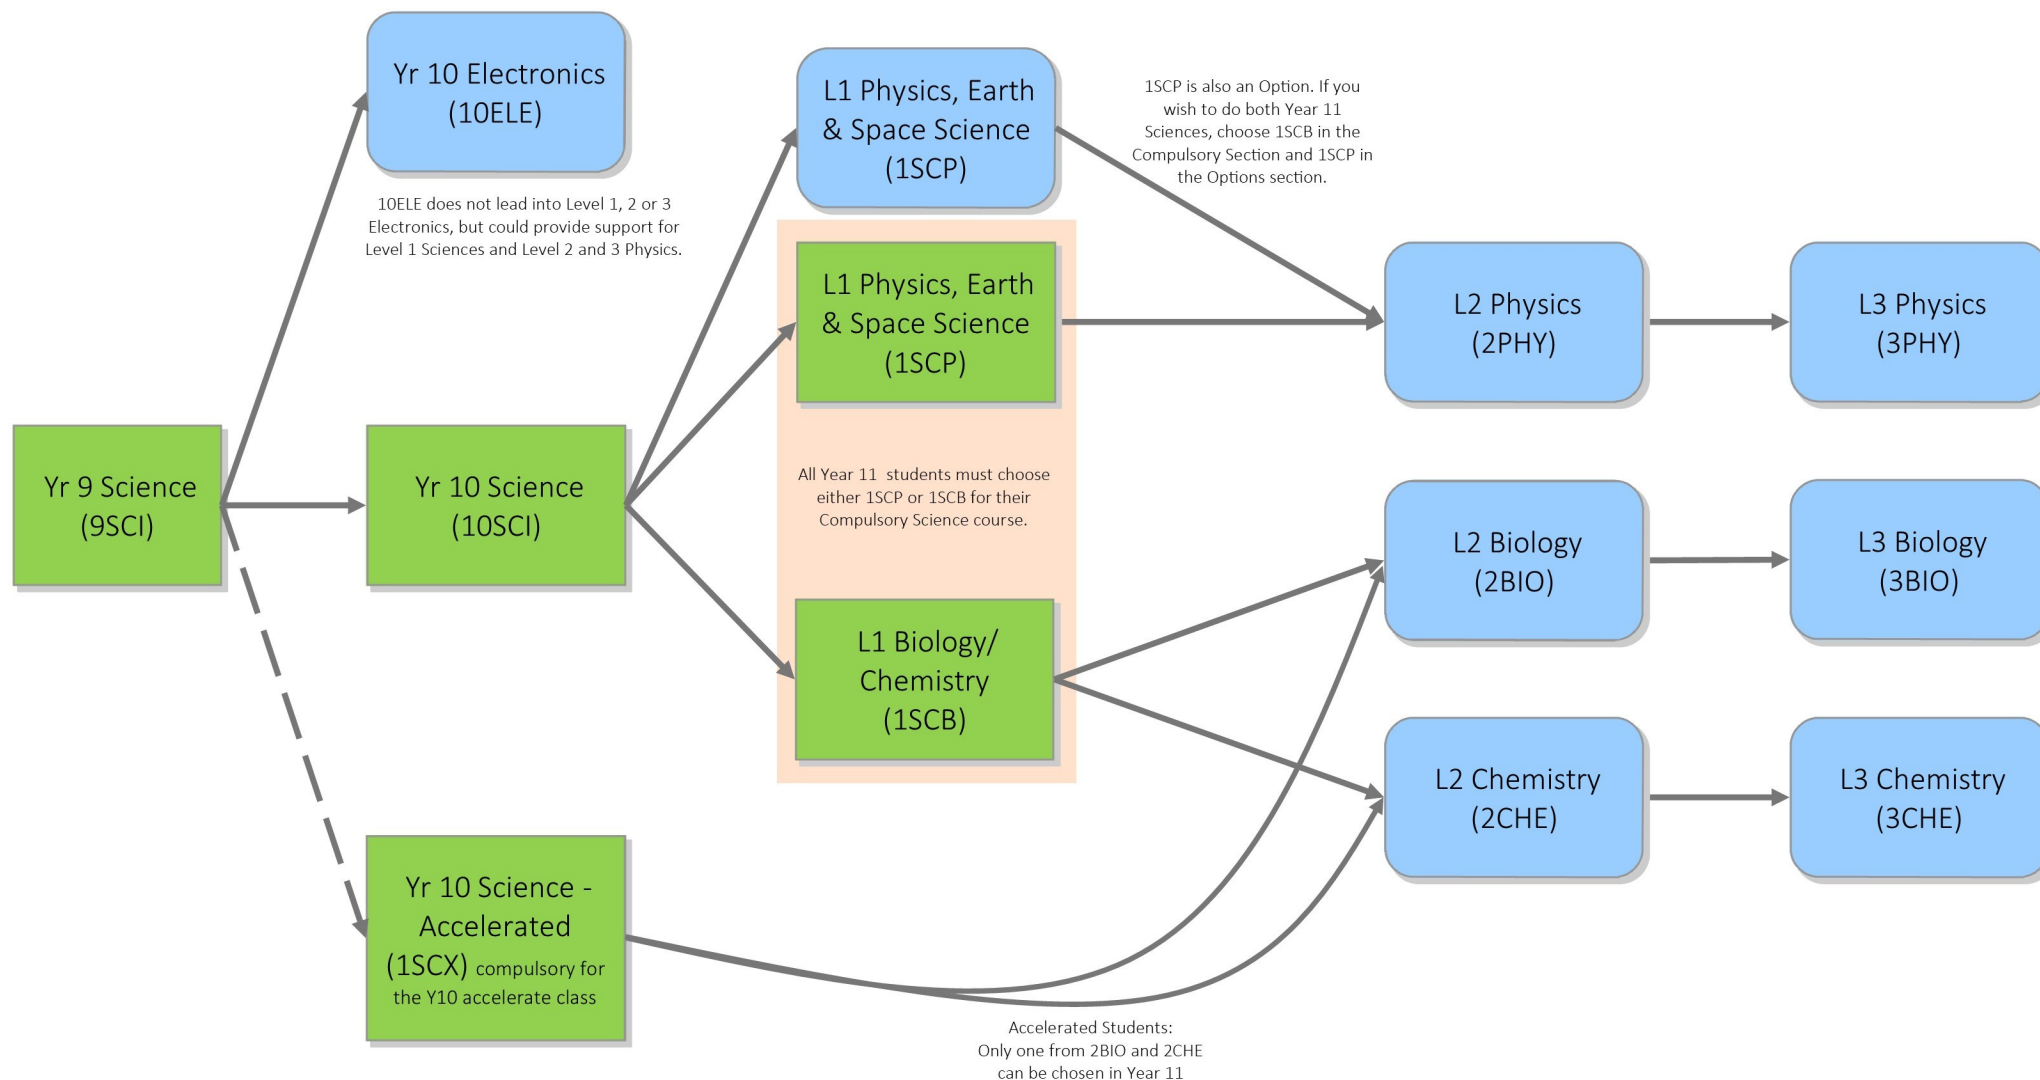 Yr 10 Electronics
(10ELE)
10ELE does not lead into Level 1, 2 or 3
Electronics, but could provide support for
Level 1 Sciences and Level 2 and 3 Physics.
L1 Physics, Earth
& Space Science
(1SCP)
1SCP is also an Option. If you
wish to do both Year 11
Sciences, choose 1SCB in the
Compulsory Section and 1SCP in
the Options section.
L1 Physics, Earth
& Space Science
(1SCP)
L2 Physics
(2PHY)
L3 Physics
(3PHY)
Yr 9 Science
(9SCI)
Yr 10 Science
(10SCI)
All Year 11 students must choose
either 1SCP or 1SCB for their
Compulsory Science course.
L2 Biology
(2BIO)
L3 Biology
(3BIO)
L1 Biology/
Chemistry
(1SCB)
L2 Chemistry
(2CHE)
L3 Chemistry
(3CHE)
Yr 10 Science -
Accelerated
(1SCX) compulsory for
the Y10 accelerate class
Accelerated Students:
Only one from 2BIO and 2CHE
can be chosen in Year 11